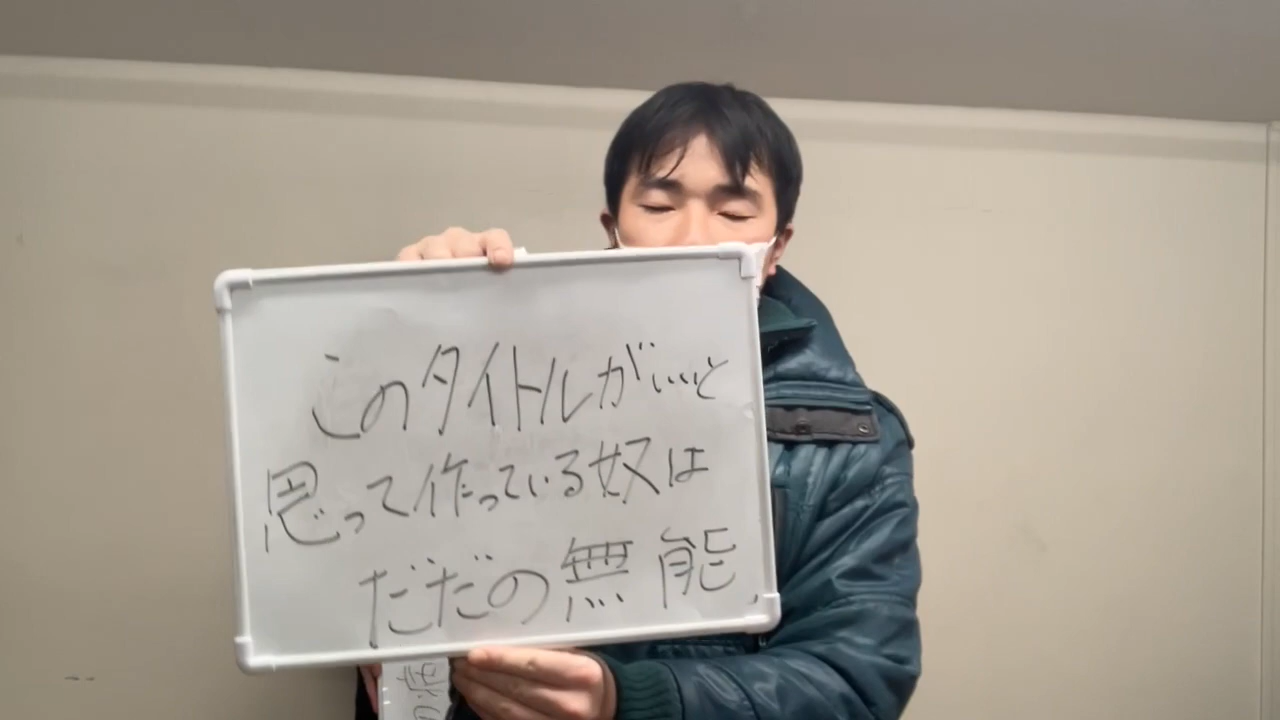 このタイトルがいいと
思って作っている奴は
だだの無能.